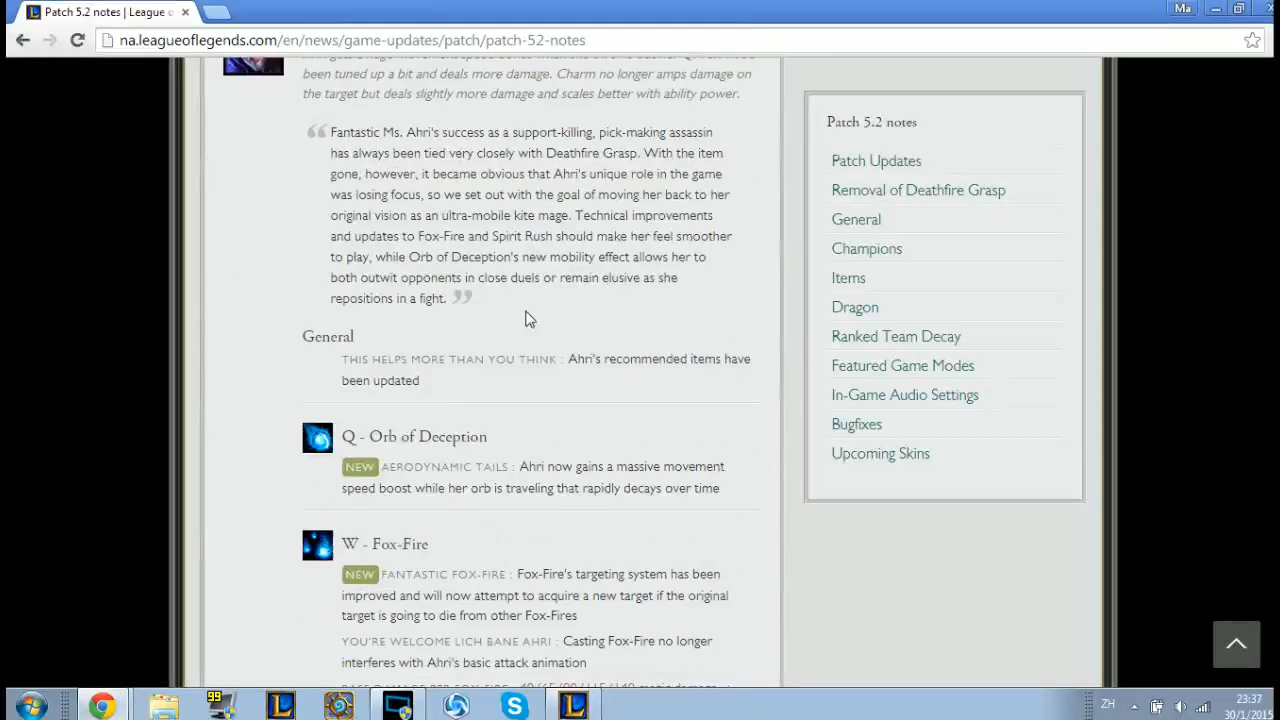 Patch 5.2 notes | League o
Ma
na.leagueoflegends.com/en/news/game-updates/patch/patch-52-notes
been tuned up a bit and deals more damage. Charm no longer amps damage on
the target but deals slightly more damage and scales better with ability power.
Fantastic Ms. Ahri's success as a support-killing, pick-making assassin
has always been tied very closely with Deathfire Grasp. With the item
gone, however, it became obvious that Ahri's unique role in the game
was losing focus, so we set out with the goal of moving her back to her
original vision as an ultra-mobile kite mage. Technical improvements
and updates to Fox-Fire and Spirit Rush should make her feel smoother
to play, while Orb of Deception's new mobility effect allows her to
both outwit opponents in close duels or remain elusive as she
repositions in a fight.
General
THIS HELPS MORE THAN YOU THINK : Ahri's recommended items have
been updated
Q - Orb of Deception
NEW AERODYNAMIC TAILS : Ahri now gains a massive movement
speed boost while her orb is traveling that rapidly decays over time
W - Fox-Fire
NEW FANTASTIC FOX-FIRE : Fox-Fire's targeting system has been
improved and will now attempt to acquire a new target if the original
target is going to die from other Fox-Fires
YOU'RE WELCOME LICH BANE AHRI : Casting Fox-Fire no longer
interferes with Ahri's basic attack animation
Patch 5.2 notes
Patch Updates
Removal of Deathfire Grasp
General
Champions
Items
Dragon
Ranked Team Decay
Featured Game Modes
In-Game Audio Settings
Bugfixes
Upcoming Skins
99
ZH
23:37
30/1/2015